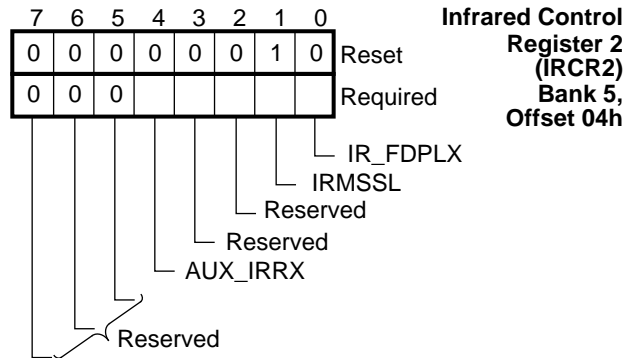 Infrared Control
Register 2
(IRCR2)
Bank 5,
Offset 04h
7 6 5 4 3 2 1 0
0 0 0 0 0 0 1 0 Reset
0 0 0 Required
IR_FDPLX
IRMSSL
Reserved
Reserved
AUX_IRRX
Reserved